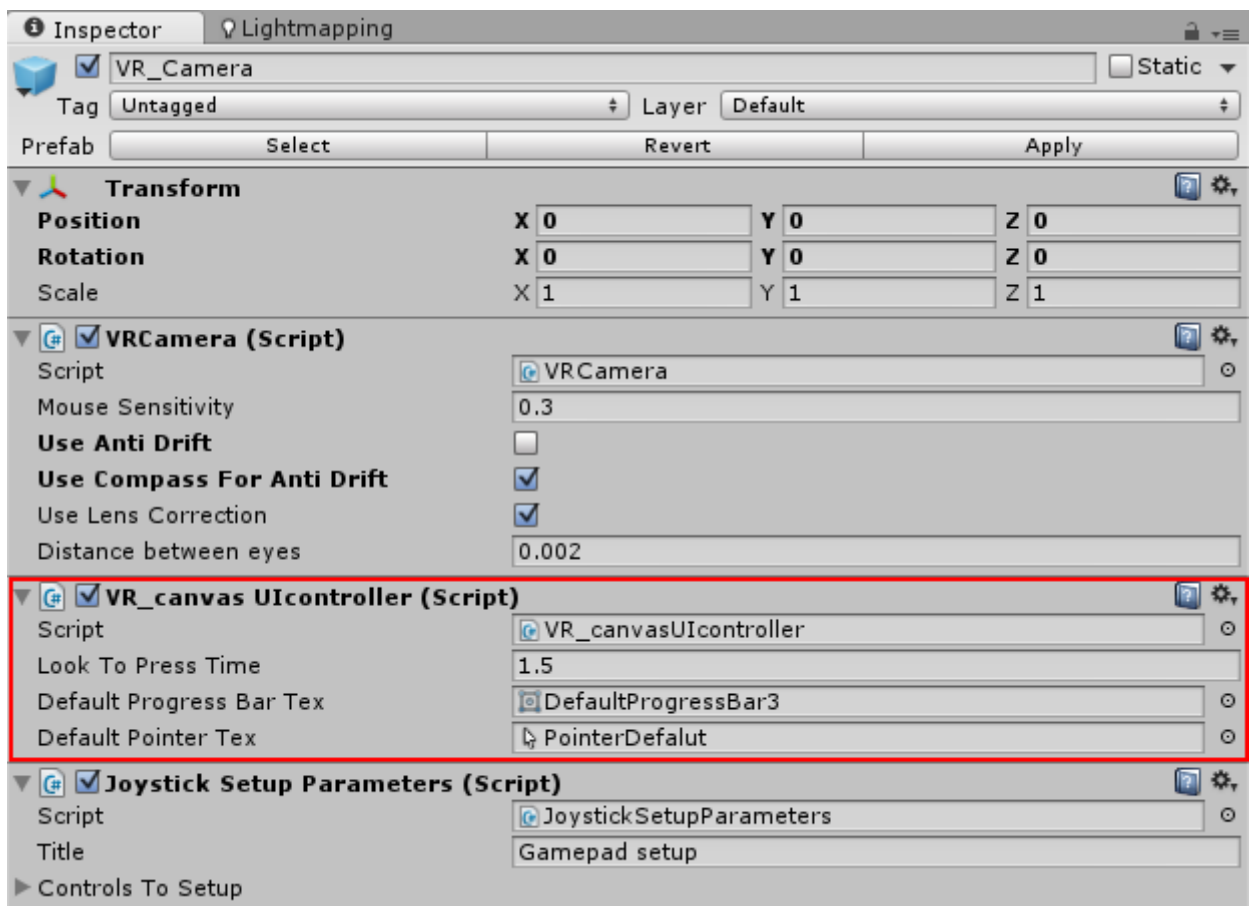 Inspector Lightmapping
VR_Camera Static
Tag Untagged Layer Default
Prefab Select Revert Apply
Transform
Position X 0 Y 0 Z 0
Rotation X 0 Y 0 Z 0
Scale X 1 Y 1 Z 1
VRCamera (Script)
Script VRCamera
Mouse Sensitivity 0.3
Use Anti Drift
Use Compass For Anti Drift
Use Lens Correction
Distance between eyes 0.002
VR_canvas UIcontroller (Script)
Script VR_canvasUIcontroller
Look To Press Time 1.5
Default Progress Bar Tex DefaultProgressBar3
Default Pointer Tex PointerDefalut
Joystick Setup Parameters (Script)
Script JoystickSetupParameters
Title Gamepad setup
Controls To Setup